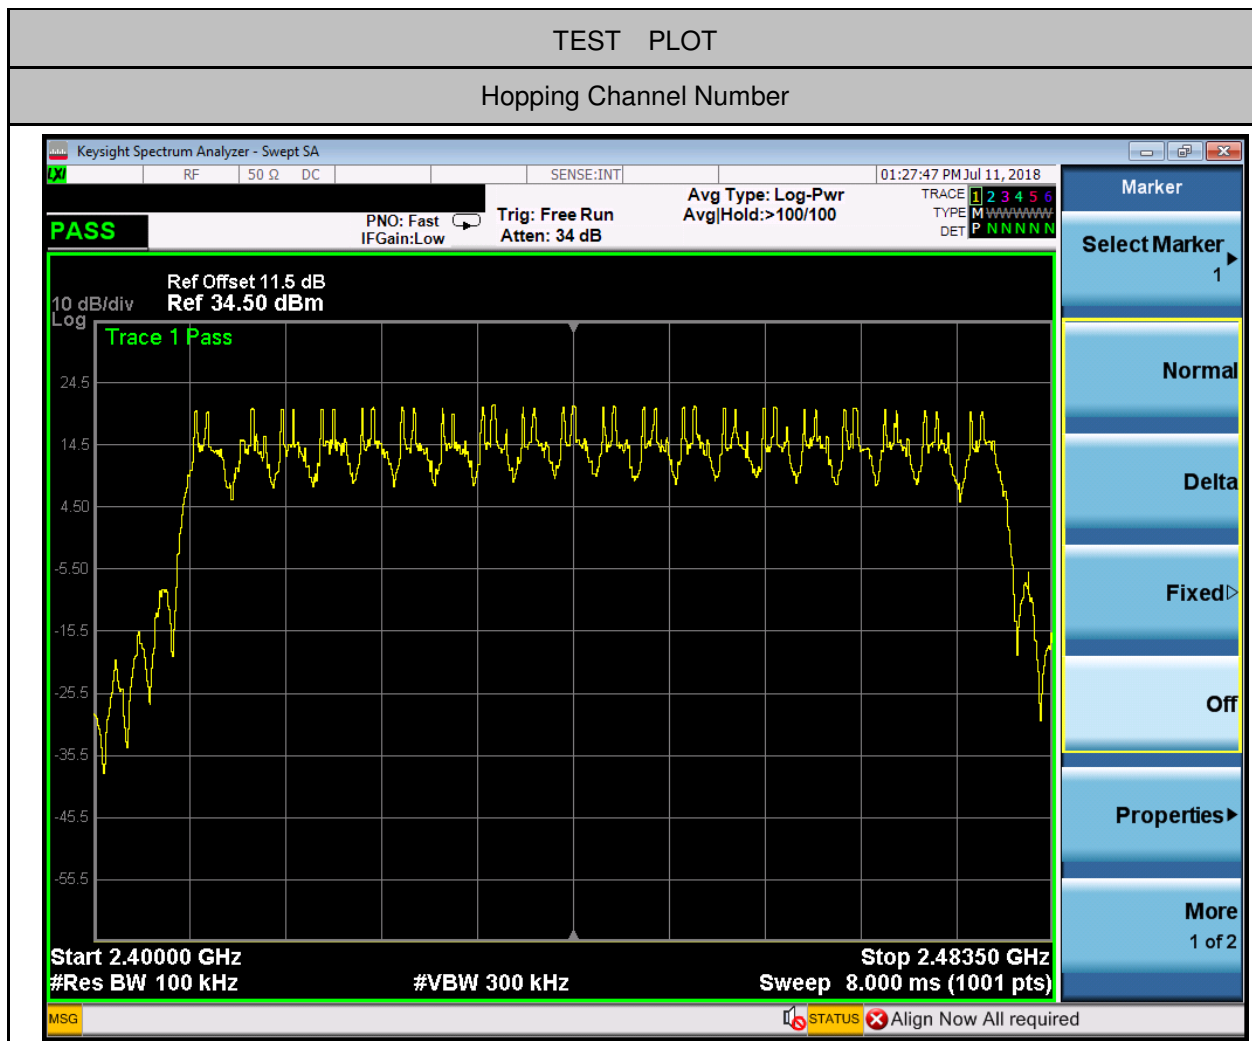 TEST PLOT
Hopping Channel Number
Keysight Spectrum Analyzer - Swept SA
LXI RF 50 Ω DC SENSE:INT 01:27:47 PM Jul 11, 2018
PASS
PNO: Fast
IFGain:Low
Trig: Free Run
Atten: 34 dB
Avg Type: Log-Pwr
Avg|Hold:>100/100
TRACE 1 2 3 4 5 6
TYPE M WWWWW
DET P N N N N N
Ref Offset 11.5 dB
10 dB/div Ref 34.50 dBm
Log
Trace 1 Pass
24.5
14.5
4.50
-5.50
-15.5
-25.5
-35.5
-45.5
-55.5
Start 2.40000 GHz Stop 2.48350 GHz
#Res BW 100 kHz #VBW 300 kHz Sweep 8.000 ms (1001 pts)
MSG STATUS Align Now All required
Marker
Select Marker
1
Normal
Delta
Fixed
Off
Properties
More
1 of 2